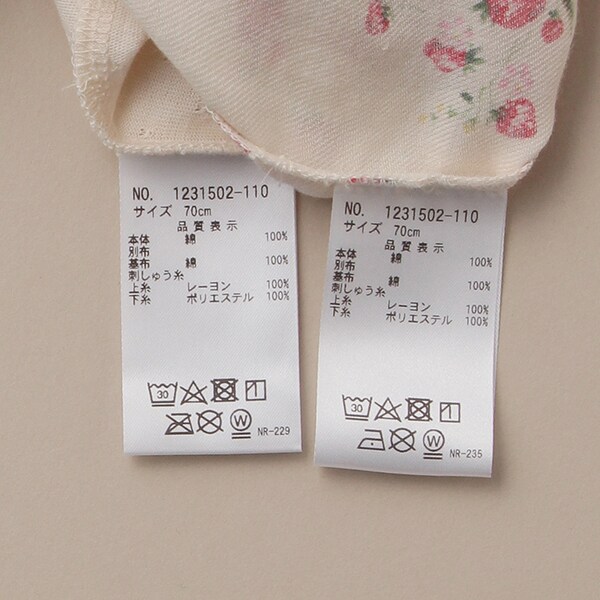 NO. 1231502-110
サイズ 70cm
品質表示
本体 綿 100%
別布
基布 綿 100%
刺しゅう糸
上糸 レーヨン 100%
下糸 ポリエステル 100%
30
W
NR-229
NO. 1231502-110
サイズ 70cm
品質表示
本体 綿 100%
別布
基布 綿 100%
刺しゅう糸
上糸 レーヨン 100%
下糸 ポリエステル 100%
30
W
NR-235